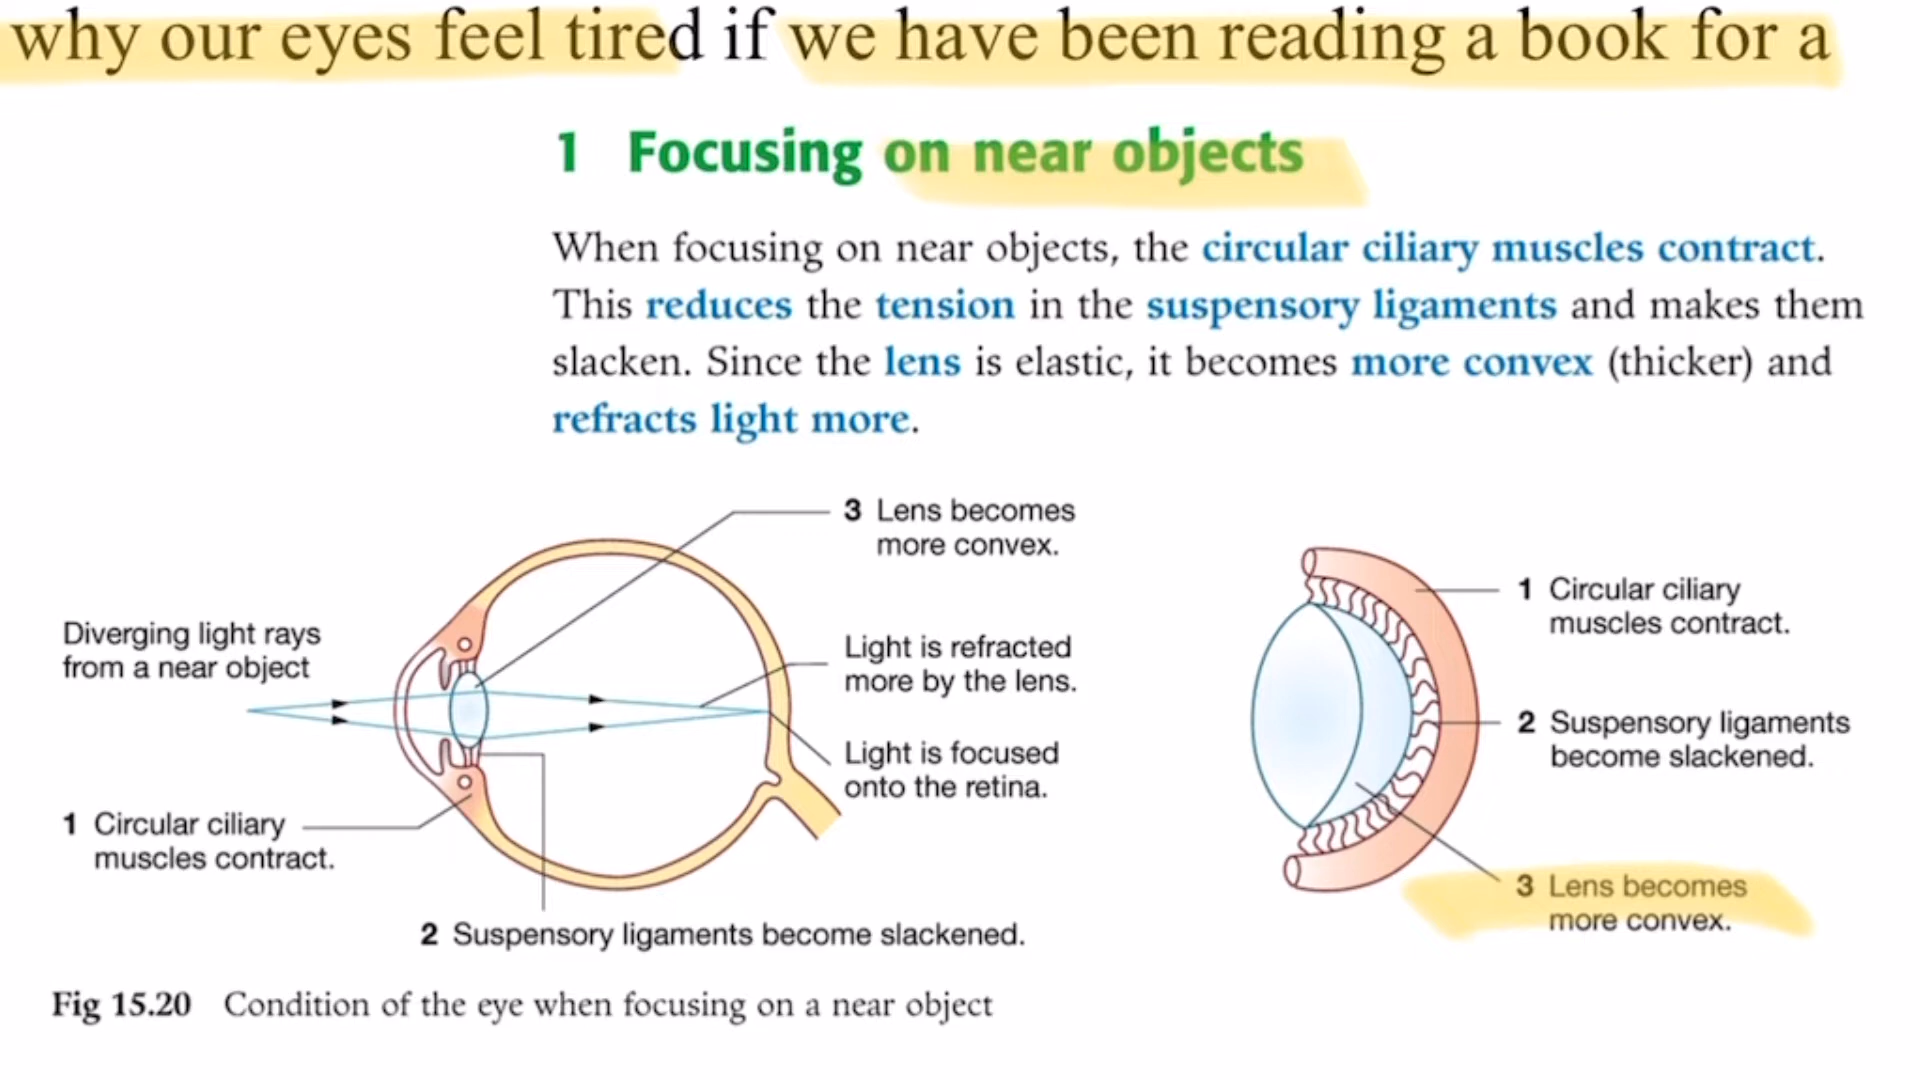 why our eyes feel tired if we have been reading a book for a
1 Focusing on near objects
When focusing on near objects, the circular ciliary muscles contract.
This reduces the tension in the suspensory ligaments and makes them
slacken. Since the lens is elastic, it becomes more convex (thicker) and
refracts light more.
3 Lens becomes
more convex.
Diverging light rays
from a near object
Light is refracted
more by the lens.
Light is focused
onto the retina.
1 Circular ciliary
muscles contract.
2 Suspensory ligaments become slackened.
1 Circular ciliary
muscles contract.
2 Suspensory ligaments
become slackened.
3 Lens becomes
more convex.
Fig 15.20 Condition of the eye when focusing on a near object